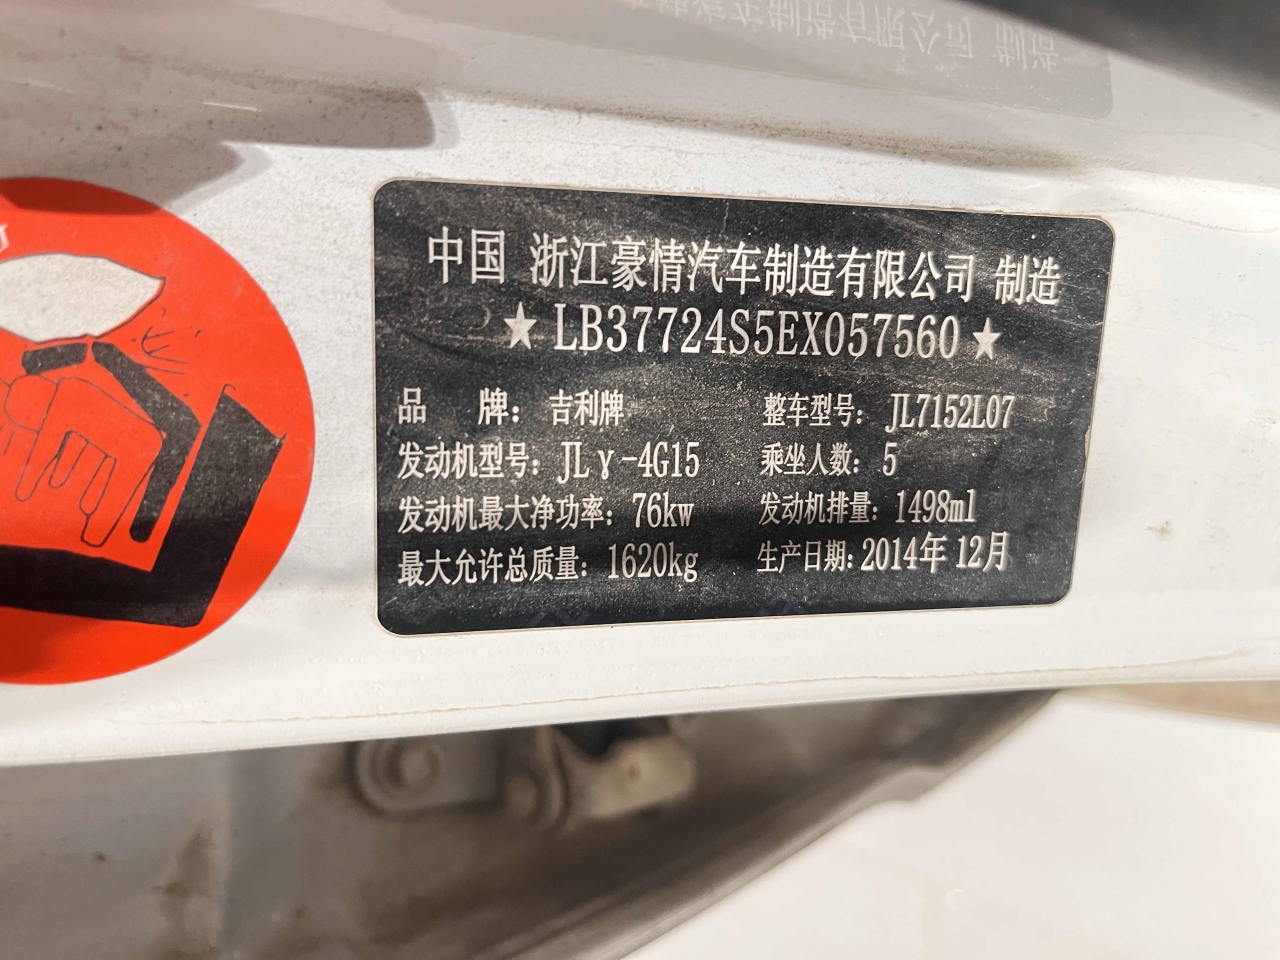 中国 浙江豪情汽车制造有限公司 制造
★LB37724S5EX057560★
品 牌：吉利牌 整车型号：JL7152L07
发动机型号：JLγ-4G15 乘坐人数：5
发动机最大净功率：76kw 发动机排量：1498ml
最大允许总质量：1620kg 生产日期：2014年12月